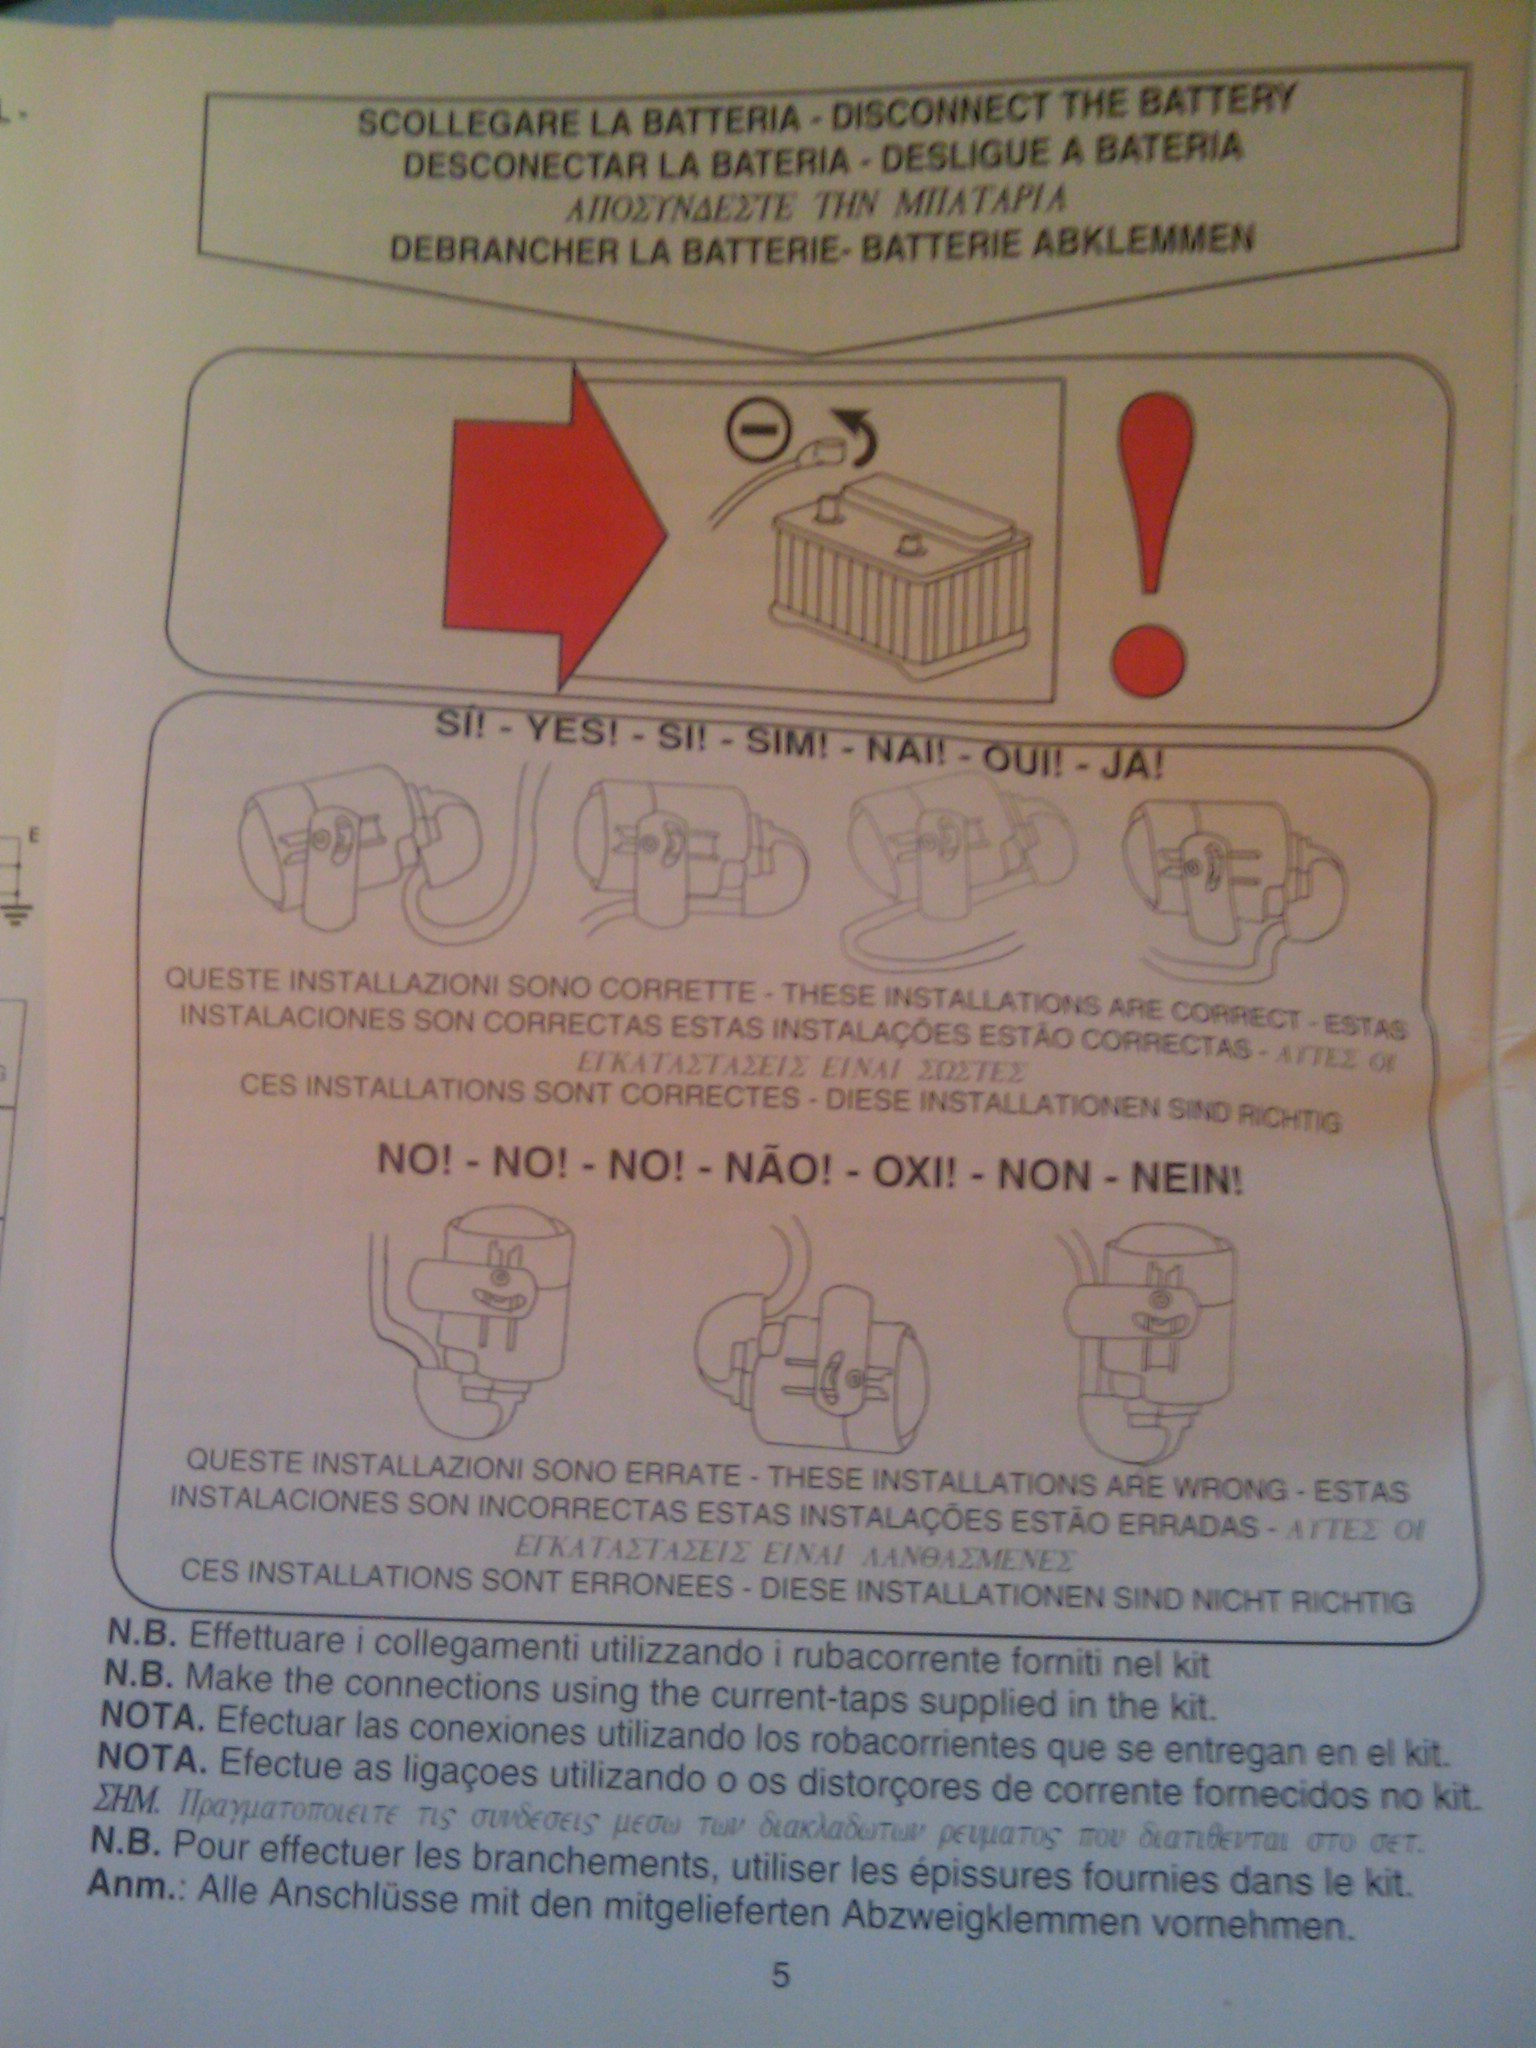 SCOLLEGARE LA BATTERIA - DISCONNECT THE BATTERY
DESCONECTAR LA BATERIA - DESLIGUE A BATERIA
ΑΠΟΣΥΝΔΕΣΤΕ ΤΗΝ ΜΠΑΤΑΡΙΑ
DEBRANCHER LA BATTERIE- BATTERIE ABKLEMMEN
SÍ! - YES! - SI! - SIM! - NAI! - OUI! - JA!
QUESTE INSTALLAZIONI SONO CORRETTE - THESE INSTALLATIONS ARE CORRECT - ESTAS
INSTALACIONES SON CORRECTAS ESTAS INSTALAÇÕES ESTÃO CORRECTAS - ΑΥΤΕΣ ΟΙ
ΕΓΚΑΤΑΣΤΑΣΕΙΣ ΕΙΝΑΙ ΣΩΣΤΕΣ
CES INSTALLATIONS SONT CORRECTES - DIESE INSTALLATIONEN SIND RICHTIG
NO! - NO! - NO! - NÃO! - OXI! - NON - NEIN!
QUESTE INSTALLAZIONI SONO ERRATE - THESE INSTALLATIONS ARE WRONG - ESTAS
INSTALACIONES SON INCORRECTAS ESTAS INSTALAÇÕES ESTÃO ERRADAS - ΑΥΤΕΣ ΟΙ
ΕΓΚΑΤΑΣΤΑΣΕΙΣ ΕΙΝΑΙ ΛΑΝΘΑΣΜΕΝΕΣ
CES INSTALLATIONS SONT ERRONEES - DIESE INSTALLATIONEN SIND NICHT RICHTIG
N.B. Effettuare i collegamenti utilizzando i rubacorrente forniti nel kit
N.B. Make the connections using the current-taps supplied in the kit.
NOTA. Efectuar las conexiones utilizando los robacorrientes que se entregan en el kit.
NOTA. Efectue as ligaçoes utilizando o os distorçores de corrente fornecidos no kit.
ΣΗΜ. Πραγματοποιειτε τις συνδεσεις μεσω των διακλαδωτων ρευματος που διατιθενται στο σετ.
N.B. Pour effectuer les branchements, utiliser les épissures fournies dans le kit.
Anm.: Alle Anschlüsse mit den mitgelieferten Abzweigklemmen vornehmen.
5
E